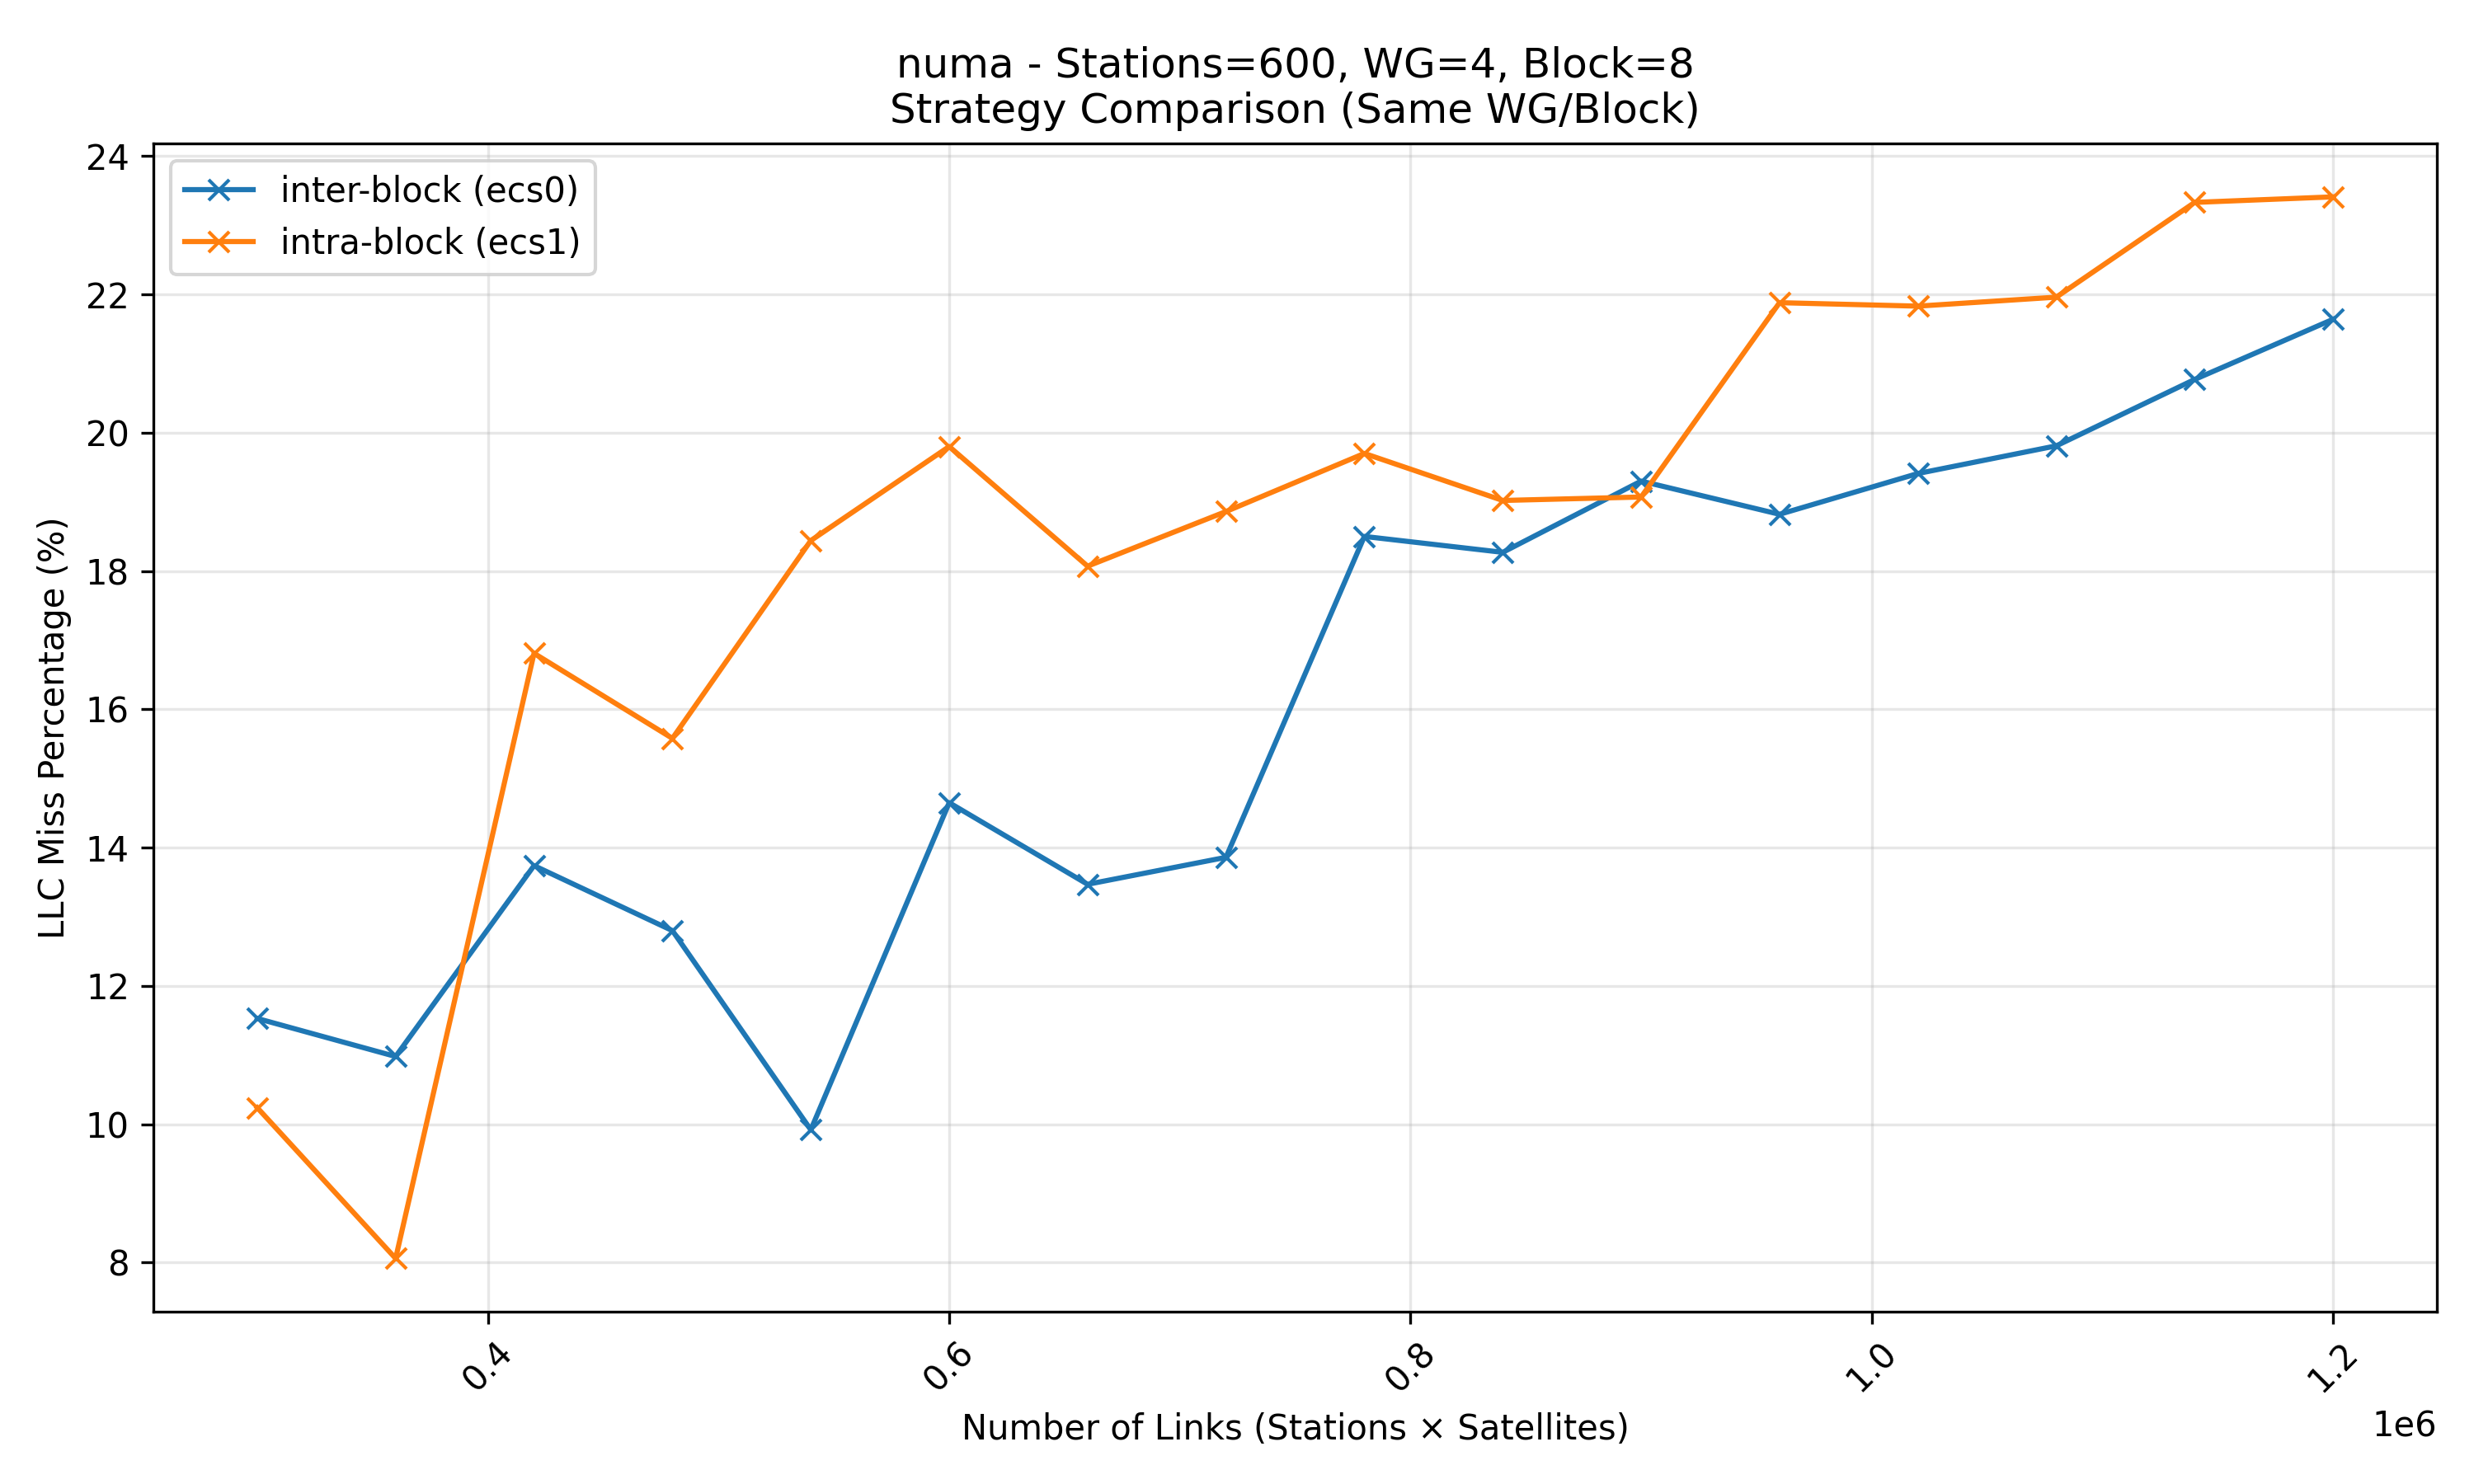 numa - Stations=600, WG=4, Block=8
Strategy Comparison (Same WG/Block)
inter-block (ecs0)
intra-block (ecs1)
LLC Miss Percentage (%)
24
22
20
18
16
14
12
10
8
0.4
0.6
0.8
1.0
1.2
1e6
Number of Links (Stations × Satellites)